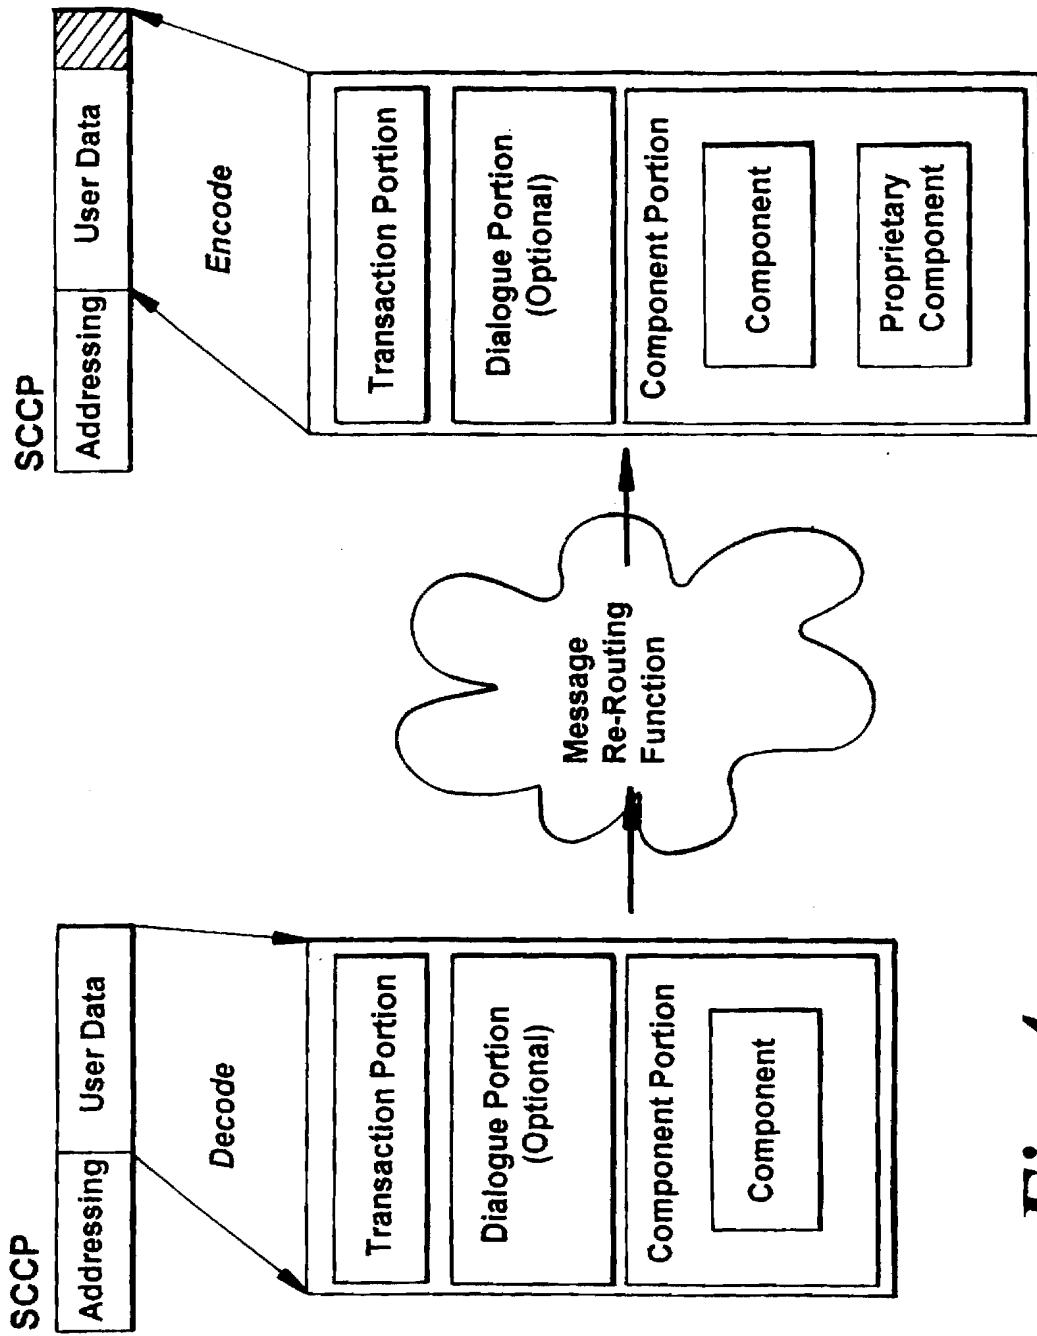 SCCP
Addressing
User Data
Decode
Transaction Portion
Dialogue Portion
(Optional)
Component Portion
Component
Message
Re-Routing
Function
SCCP
Addressing
User Data
Encode
Transaction Portion
Dialogue Portion
(Optional)
Component Portion
Component
Proprietary
Component